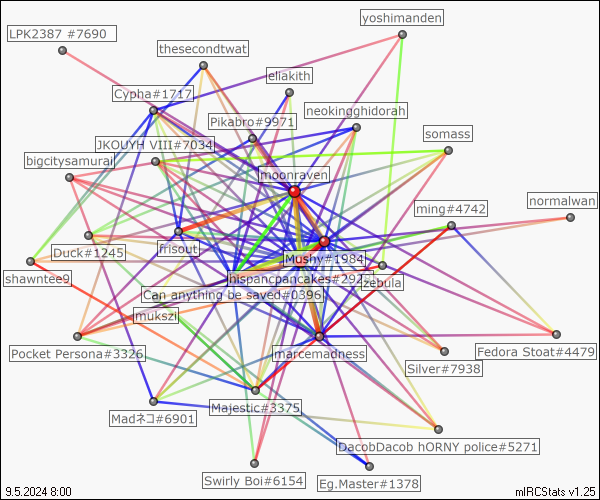 yoshimanden
LPK2387 #7690
thesecondtwat
eliakith
Cypha#1717
neokingghidorah
Pikabro#9971
somass
JKOUYH VIII#7034
bigcitysamurai
moonraven
normalwan
ming#4742
frisout
Duck#1245
Mushy#1984
shawntee9
hispancpancakes#292
zebula
Can anything be saved#0396
mukszi
Pocket Persona#3326
marcemadness
Fedora Stoat#4479
Silver#7938
Majestic#3375
Madネコ#6901
DacobDacob hORNY police#5271
Swirly Boi#6154
Eg.Master#1378
9.5.2024 8:00
mIRCStats v1.25